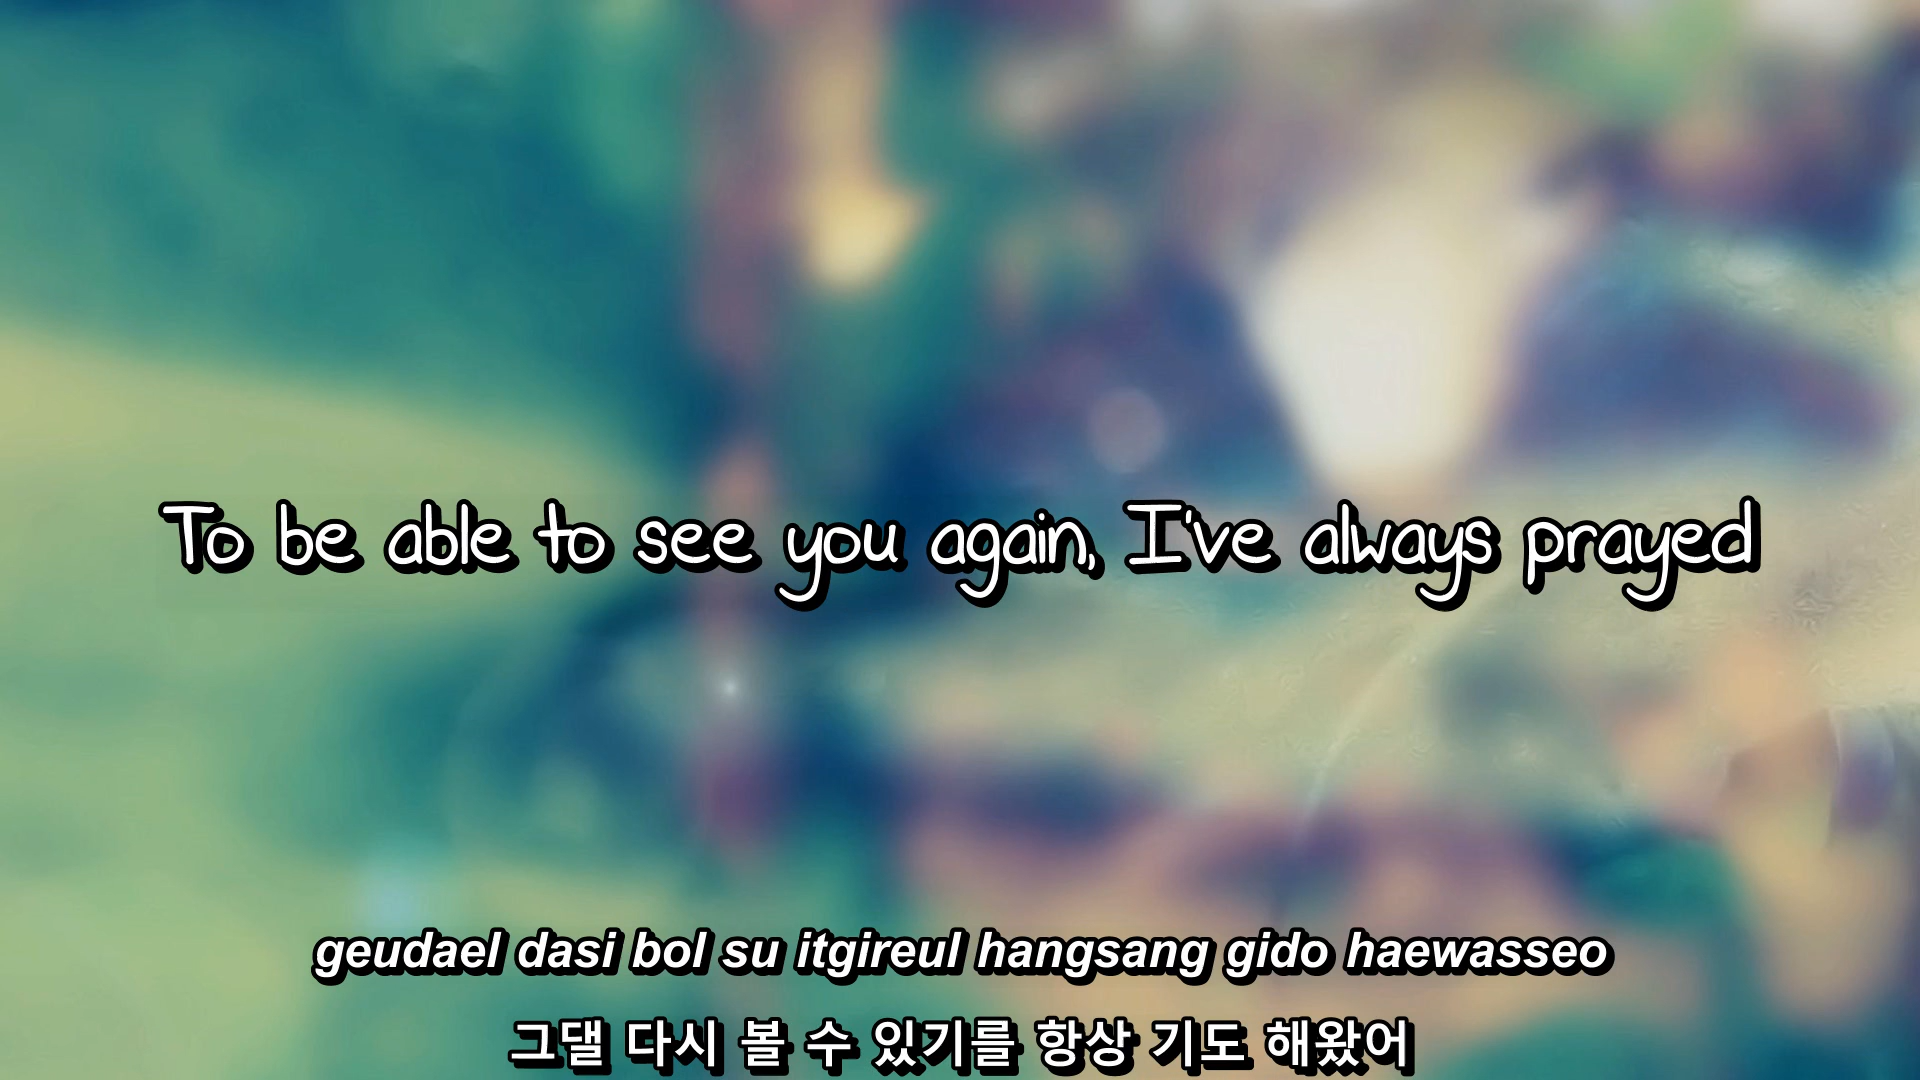 To be able to see you again, I've always prayed
geudael dasi bol su itgireul hangsang gido haewasseo
그댈 다시 볼 수 있기를 항상 기도 해왔어